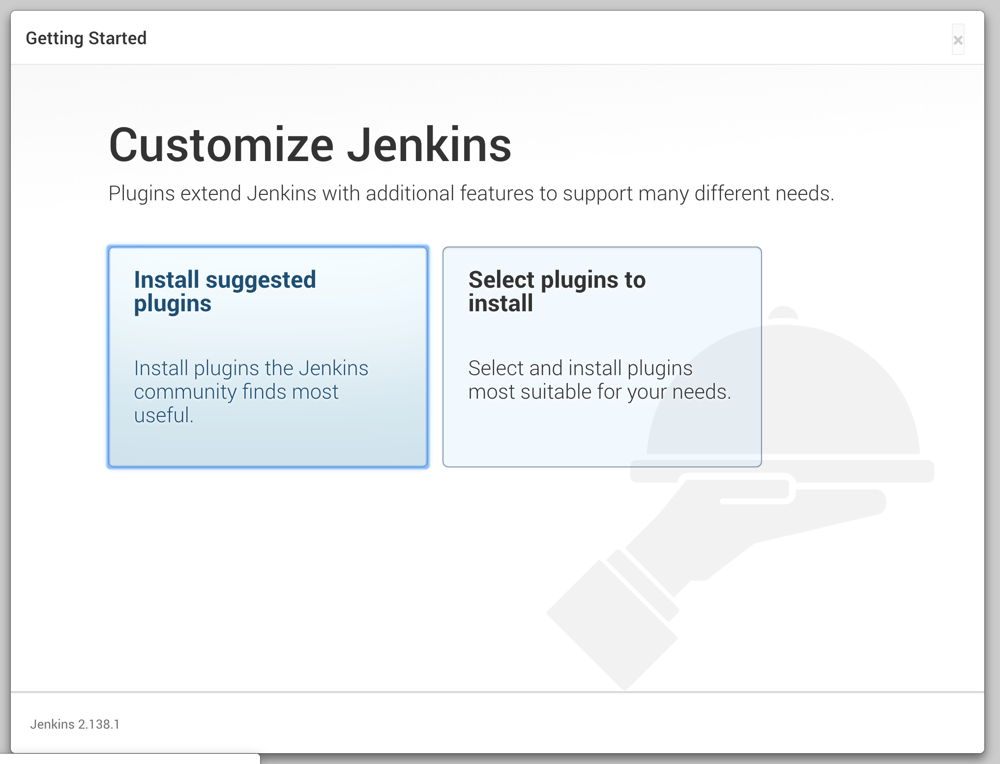 Getting Started
×
Customize Jenkins
Plugins extend Jenkins with additional features to support many different needs.
Install suggested
plugins
Install plugins the Jenkins
community finds most
useful.
Select plugins to
install
Select and install plugins
most suitable for your needs.
Jenkins 2.138.1